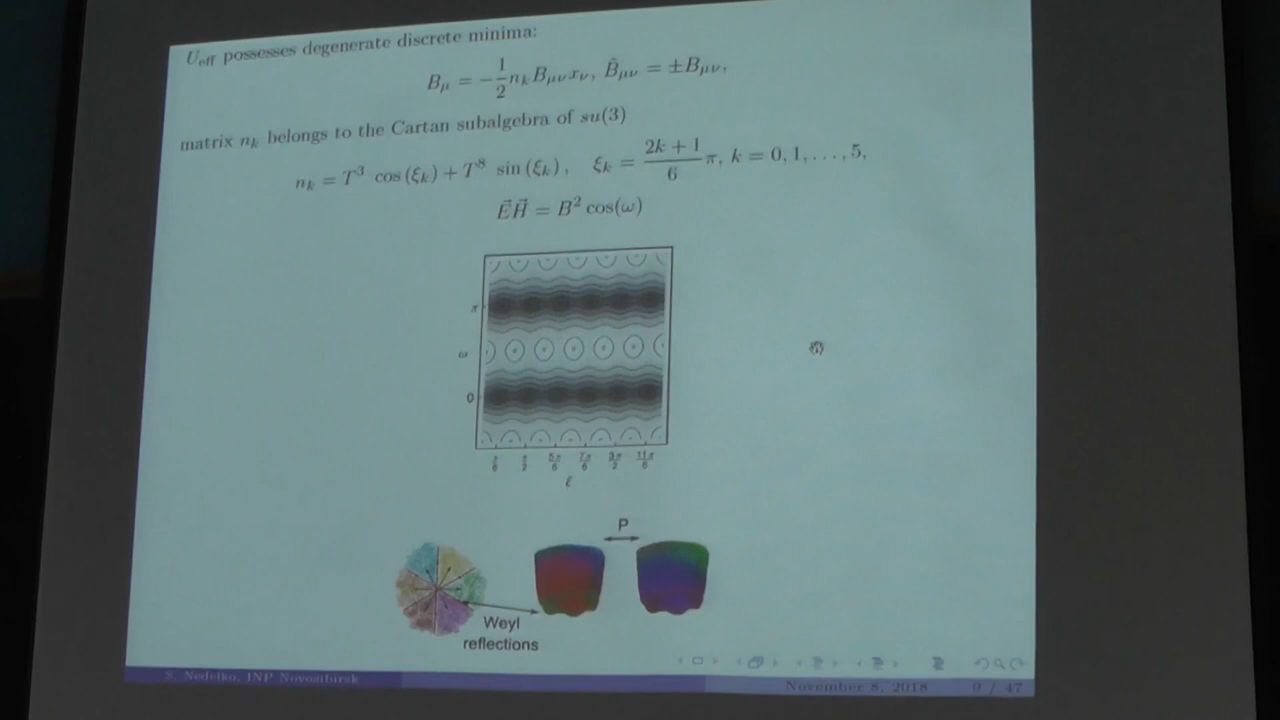 U_eff possesses degenerate discrete minima:
B_μ = −1/2 n_k B_μν x_ν, B̃_μν = ±B_μν,
matrix n_k belongs to the Cartan subalgebra of su(3)
n_k = T³ cos (ξ_k) + T⁸ sin (ξ_k), ξ_k = (2k + 1)/6 π, k = 0, 1, . . . , 5,
E⃗H⃗ = B² cos(ω)
π
ω
0
π/6 π/2 5π/6 7π/6 3π/2 11π/6
P
Weyl
reflections
S. Nedelko, INP Novosibirsk
November 8, 2018
9 / 47